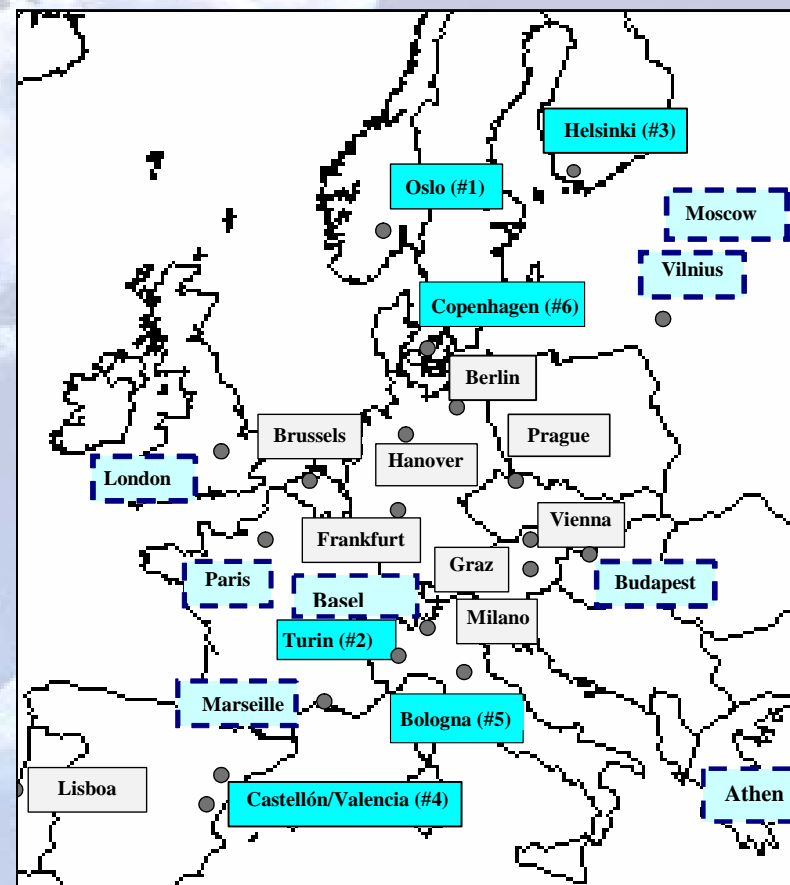 Helsinki (#3)
Oslo (#1)
Moscow
Vilnius
Copenhagen (#6)
Berlin
Brussels
Prague
Hanover
London
Vienna
Frankfurt
Graz
Paris
Budapest
Basel
Milano
Turin (#2)
Marseille
Bologna (#5)
Lisboa
Castellón/Valencia (#4)
Athen